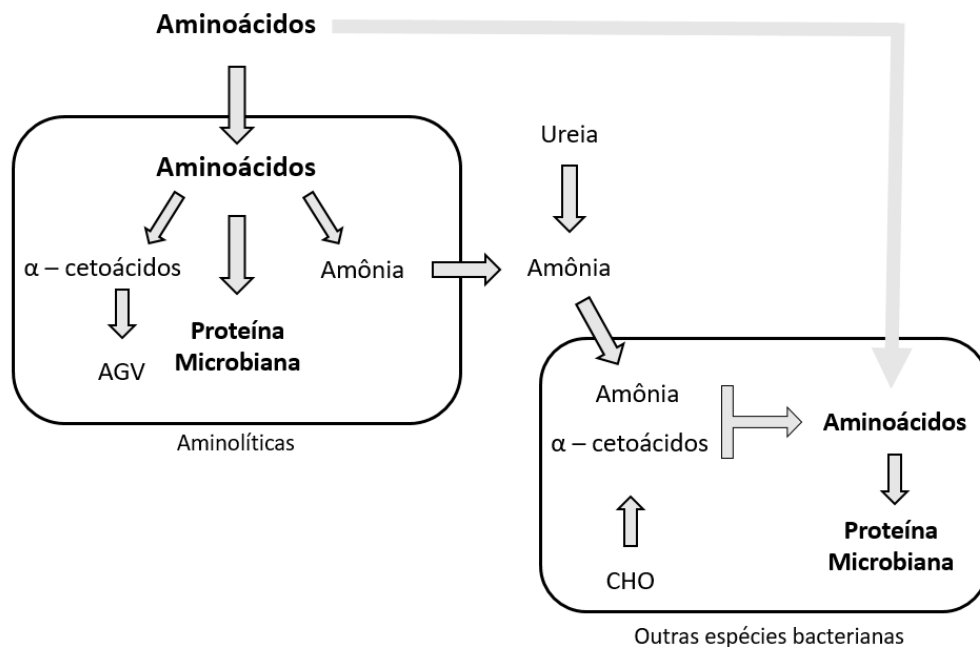 Aminoácidos
Aminoácidos
Ureia
α – cetoácidos
Amônia
Amônia
Proteína
Microbiana
AGV
Aminolíticas
Amônia
α – cetoácidos
Aminoácidos
CHO
Proteína
Microbiana
Outras espécies bacterianas